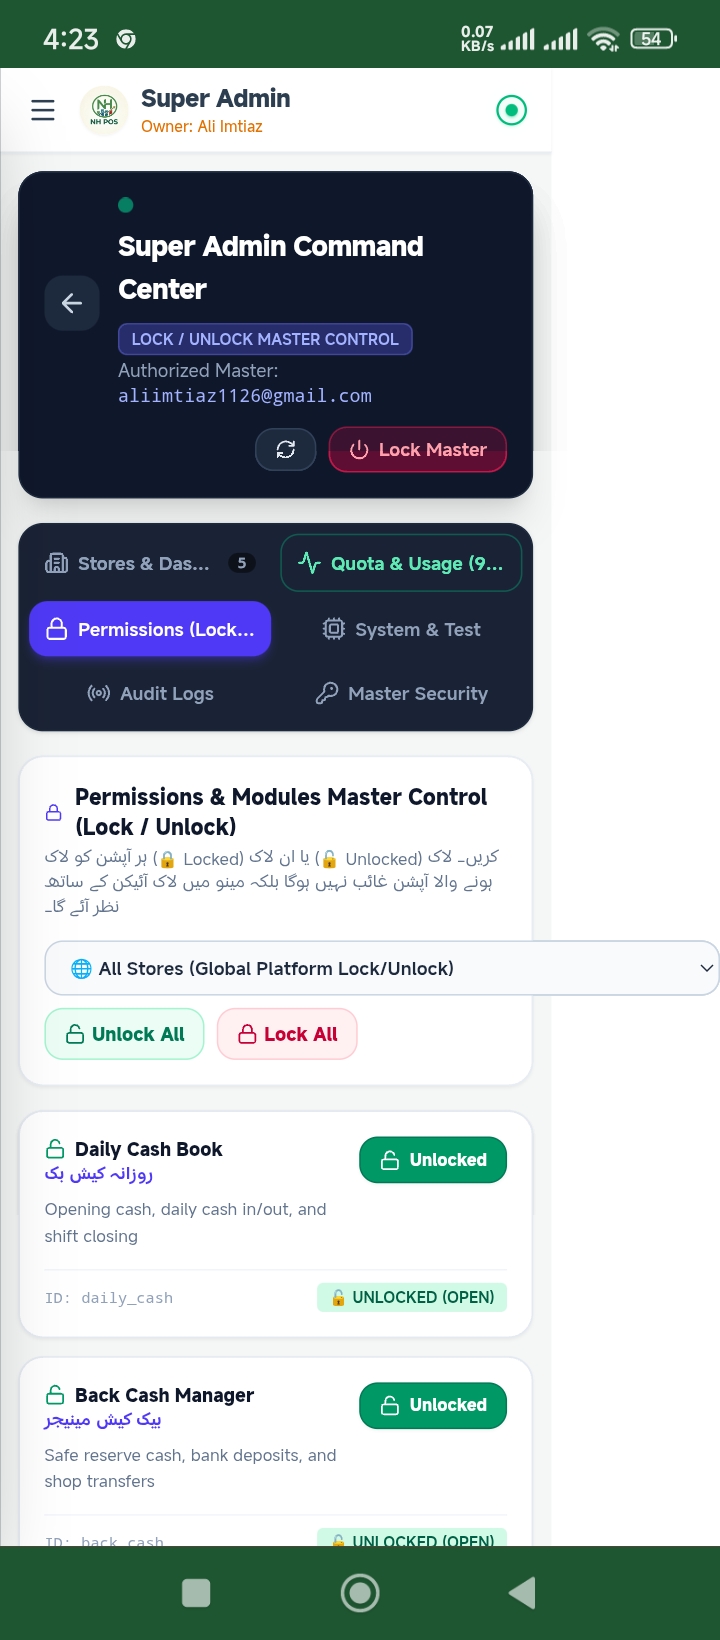 4:23
0.07
KB/s
54
NH
NH POS
Super Admin
Owner: Ali Imtiaz
Super Admin Command
Center
LOCK / UNLOCK MASTER CONTROL
Authorized Master:
aliimtiaz1126@gmail.com
Lock Master
Stores & Das... 5
Quota & Usage (9...
Permissions (Lock...
System & Test
Audit Logs
Master Security
Permissions & Modules Master Control
(Lock / Unlock)
ہر آپشن کو لاک (🔒 Locked) یا ان لاک (🔓 Unlocked) کریں۔ لاک
ہونے والا آپشن غائب نہیں ہوگا بلکہ مینو میں لاک آئیکن کے ساتھ
نظر آئے گا۔
🌐 All Stores (Global Platform Lock/Unlock)
Unlock All
Lock All
Daily Cash Book
Unlocked
روزانہ کیش بک
Opening cash, daily cash in/out, and
shift closing
ID: daily_cash
🔓 UNLOCKED (OPEN)
Back Cash Manager
Unlocked
بیک کیش مینیجر
Safe reserve cash, bank deposits, and
shop transfers
ID: back_cash
🔓 UNLOCKED (OPEN)